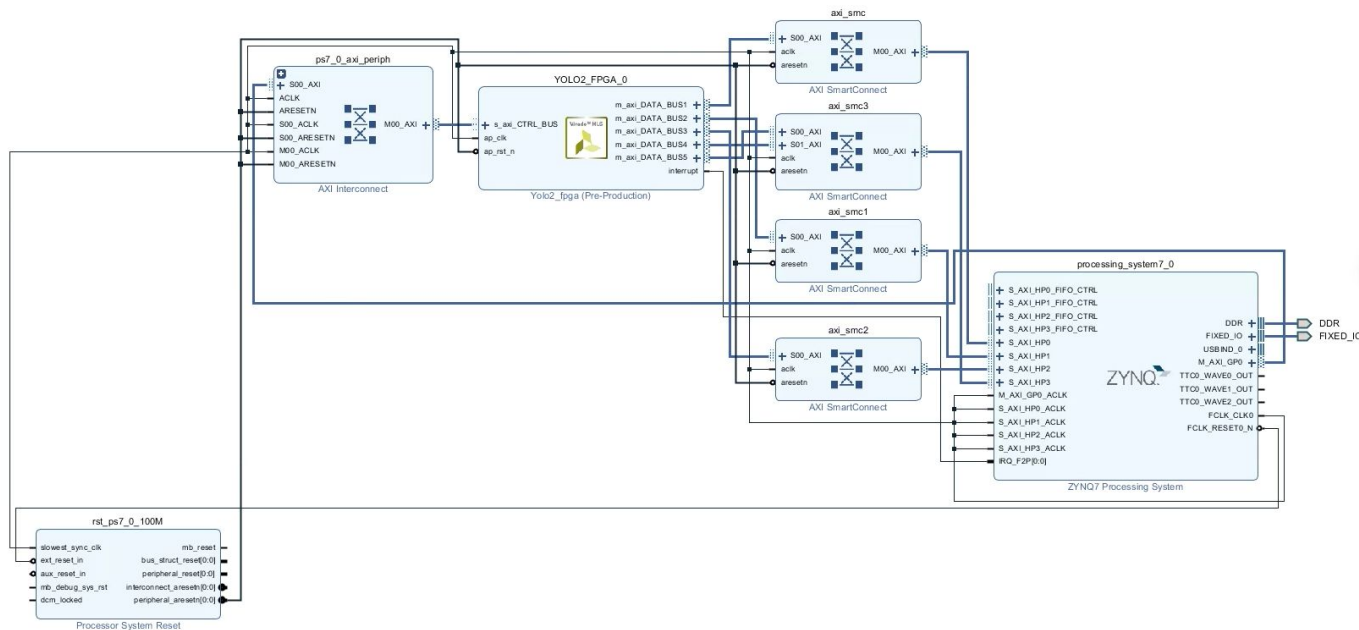 axi_smc
S00_AXI
aclk
aresetn
M00_AXI
AXI SmartConnect
ps7_0_axi_periph
S00_AXI
ACLK
ARESETN
S00_ACLK
S00_ARESETN
M00_ACLK
M00_ARESETN
M00_AXI
AXI Interconnect
YOLO2_FPGA_0
s_axi_CTRL_BUS
ap_clk
ap_rst_n
Vivado™ HLS
m_axi_DATA_BUS1
m_axi_DATA_BUS2
m_axi_DATA_BUS3
m_axi_DATA_BUS4
m_axi_DATA_BUS5
interrupt
Yolo2_fpga (Pre-Production)
axi_smc3
S00_AXI
S01_AXI
aclk
aresetn
M00_AXI
AXI SmartConnect
axi_smc1
S00_AXI
aclk
aresetn
M00_AXI
AXI SmartConnect
axi_smc2
S00_AXI
aclk
aresetn
M00_AXI
AXI SmartConnect
processing_system7_0
S_AXI_HP0_FIFO_CTRL
S_AXI_HP1_FIFO_CTRL
S_AXI_HP2_FIFO_CTRL
S_AXI_HP3_FIFO_CTRL
S_AXI_HP0
S_AXI_HP1
S_AXI_HP2
S_AXI_HP3
M_AXI_GP0_ACLK
S_AXI_HP0_ACLK
S_AXI_HP1_ACLK
S_AXI_HP2_ACLK
S_AXI_HP3_ACLK
IRQ_F2P[0:0]
ZYNQ
DDR
FIXED_IO
USBIND_0
M_AXI_GP0
TTC0_WAVE0_OUT
TTC0_WAVE1_OUT
TTC0_WAVE2_OUT
FCLK_CLK0
FCLK_RESET0_N
ZYNQ7 Processing System
DDR
FIXED_IO
rst_ps7_0_100M
slowest_sync_clk
ext_reset_in
aux_reset_in
mb_debug_sys_rst
dcm_locked
mb_reset
bus_struct_reset[0:0]
peripheral_reset[0:0]
interconnect_aresetn[0:0]
peripheral_aresetn[0:0]
Processor System Reset